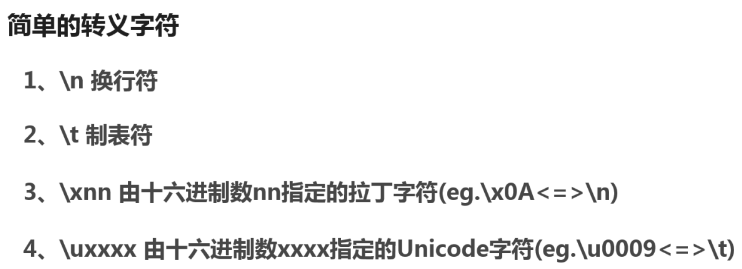 简单的转义字符
1、\n 换行符
2、\t 制表符
3、\xnn 由十六进制数nn指定的拉丁字符(eg.\x0A<=>\n)
4、\uxxxx 由十六进制数xxxx指定的Unicode字符(eg.\u0009<=>\t)